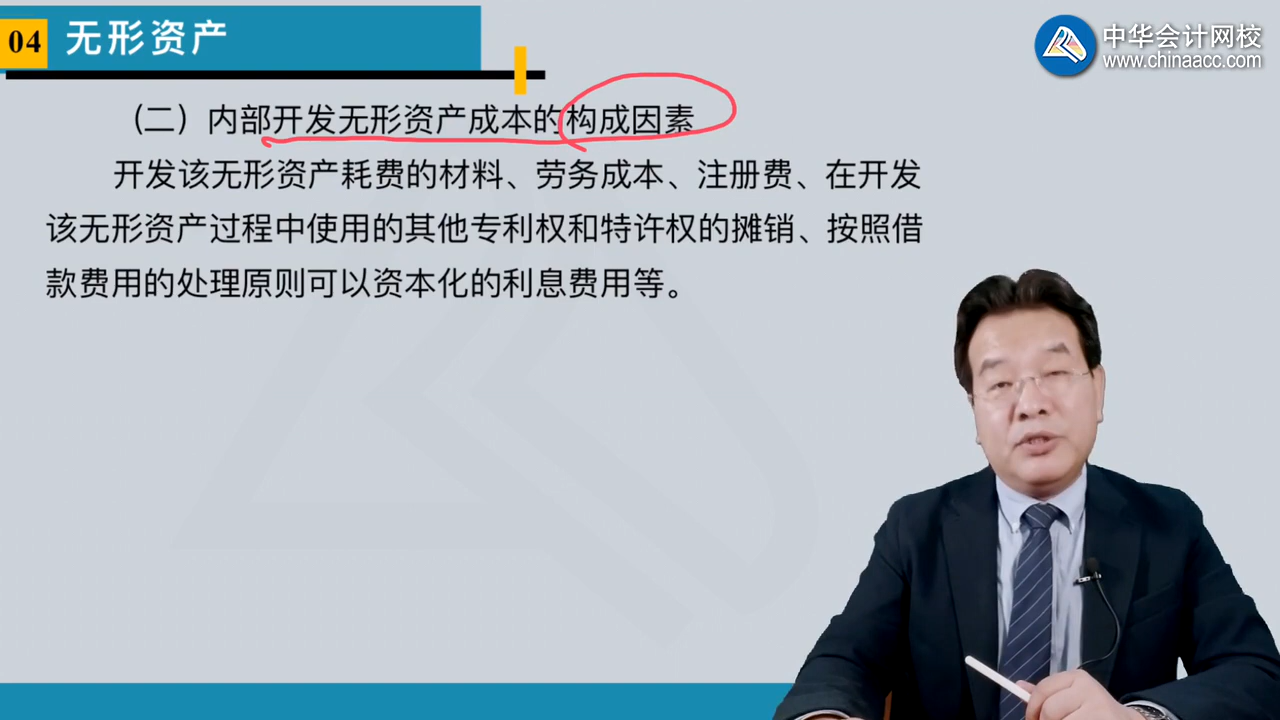 04 无形资产
中华会计网校
www.chinaacc.com
（二）内部开发无形资产成本的构成因素
开发该无形资产耗费的材料、劳务成本、注册费、在开发
该无形资产过程中使用的其他专利权和特许权的摊销、按照借
款费用的处理原则可以资本化的利息费用等。